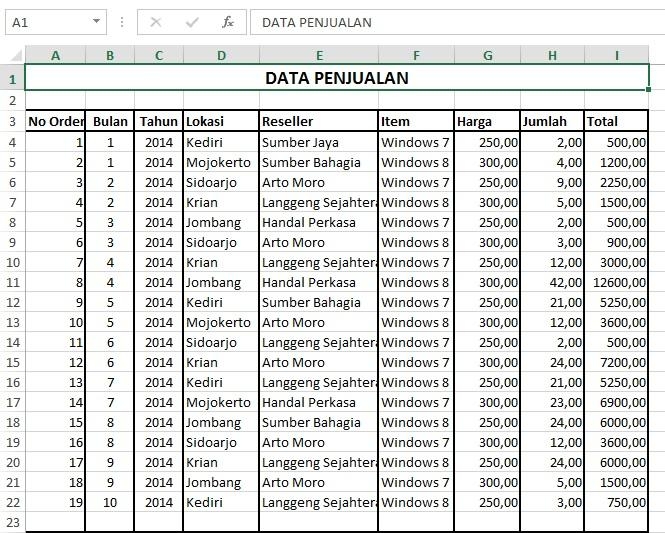 A1 fx DATA PENJUALAN
A B C D E F G H I
1 DATA PENJUALAN
2
3 No Order Bulan Tahun Lokasi Reseller Item Harga Jumlah Total
4 1 1 2014 Kediri Sumber Jaya Windows 7 250,00 2,00 500,00
5 2 1 2014 Mojokerto Sumber Bahagia Windows 8 300,00 4,00 1200,00
6 3 2 2014 Sidoarjo Arto Moro Windows 7 250,00 9,00 2250,00
7 4 2 2014 Krian Langgeng Sejahter Windows 8 300,00 5,00 1500,00
8 5 3 2014 Jombang Handal Perkasa Windows 7 250,00 2,00 500,00
9 6 3 2014 Sidoarjo Arto Moro Windows 8 300,00 3,00 900,00
10 7 4 2014 Krian Langgeng Sejahter Windows 7 250,00 12,00 3000,00
11 8 4 2014 Jombang Handal Perkasa Windows 8 300,00 42,00 12600,00
12 9 5 2014 Kediri Sumber Bahagia Windows 7 250,00 21,00 5250,00
13 10 5 2014 Mojokerto Arto Moro Windows 8 300,00 12,00 3600,00
14 11 6 2014 Sidoarjo Langgeng Sejahter Windows 7 250,00 2,00 500,00
15 12 6 2014 Krian Arto Moro Windows 7 300,00 24,00 7200,00
16 13 7 2014 Kediri Langgeng Sejahter Windows 8 250,00 21,00 5250,00
17 14 7 2014 Mojokerto Handal Perkasa Windows 7 300,00 23,00 6900,00
18 15 8 2014 Jombang Sumber Bahagia Windows 8 250,00 24,00 6000,00
19 16 8 2014 Sidoarjo Arto Moro Windows 7 300,00 12,00 3600,00
20 17 9 2014 Krian Langgeng Sejahter Windows 8 250,00 24,00 6000,00
21 18 9 2014 Jombang Arto Moro Windows 7 300,00 5,00 1500,00
22 19 10 2014 Kediri Langgeng Sejahter Windows 8 250,00 3,00 750,00
23